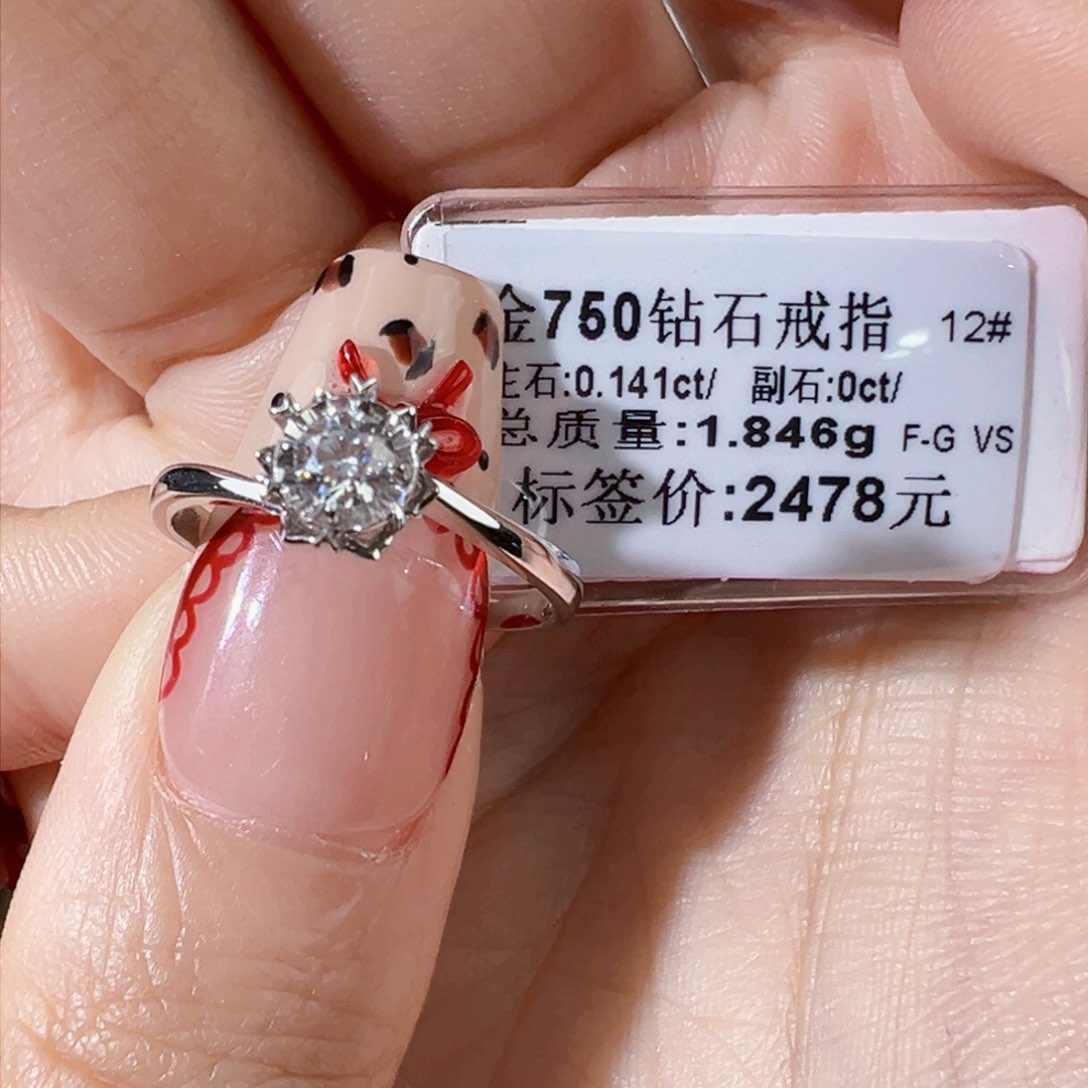 金750钻石戒指 12#
主石:0.141ct/ 副石:0ct/
总质量:1.846g F-G VS
标签价:2478元